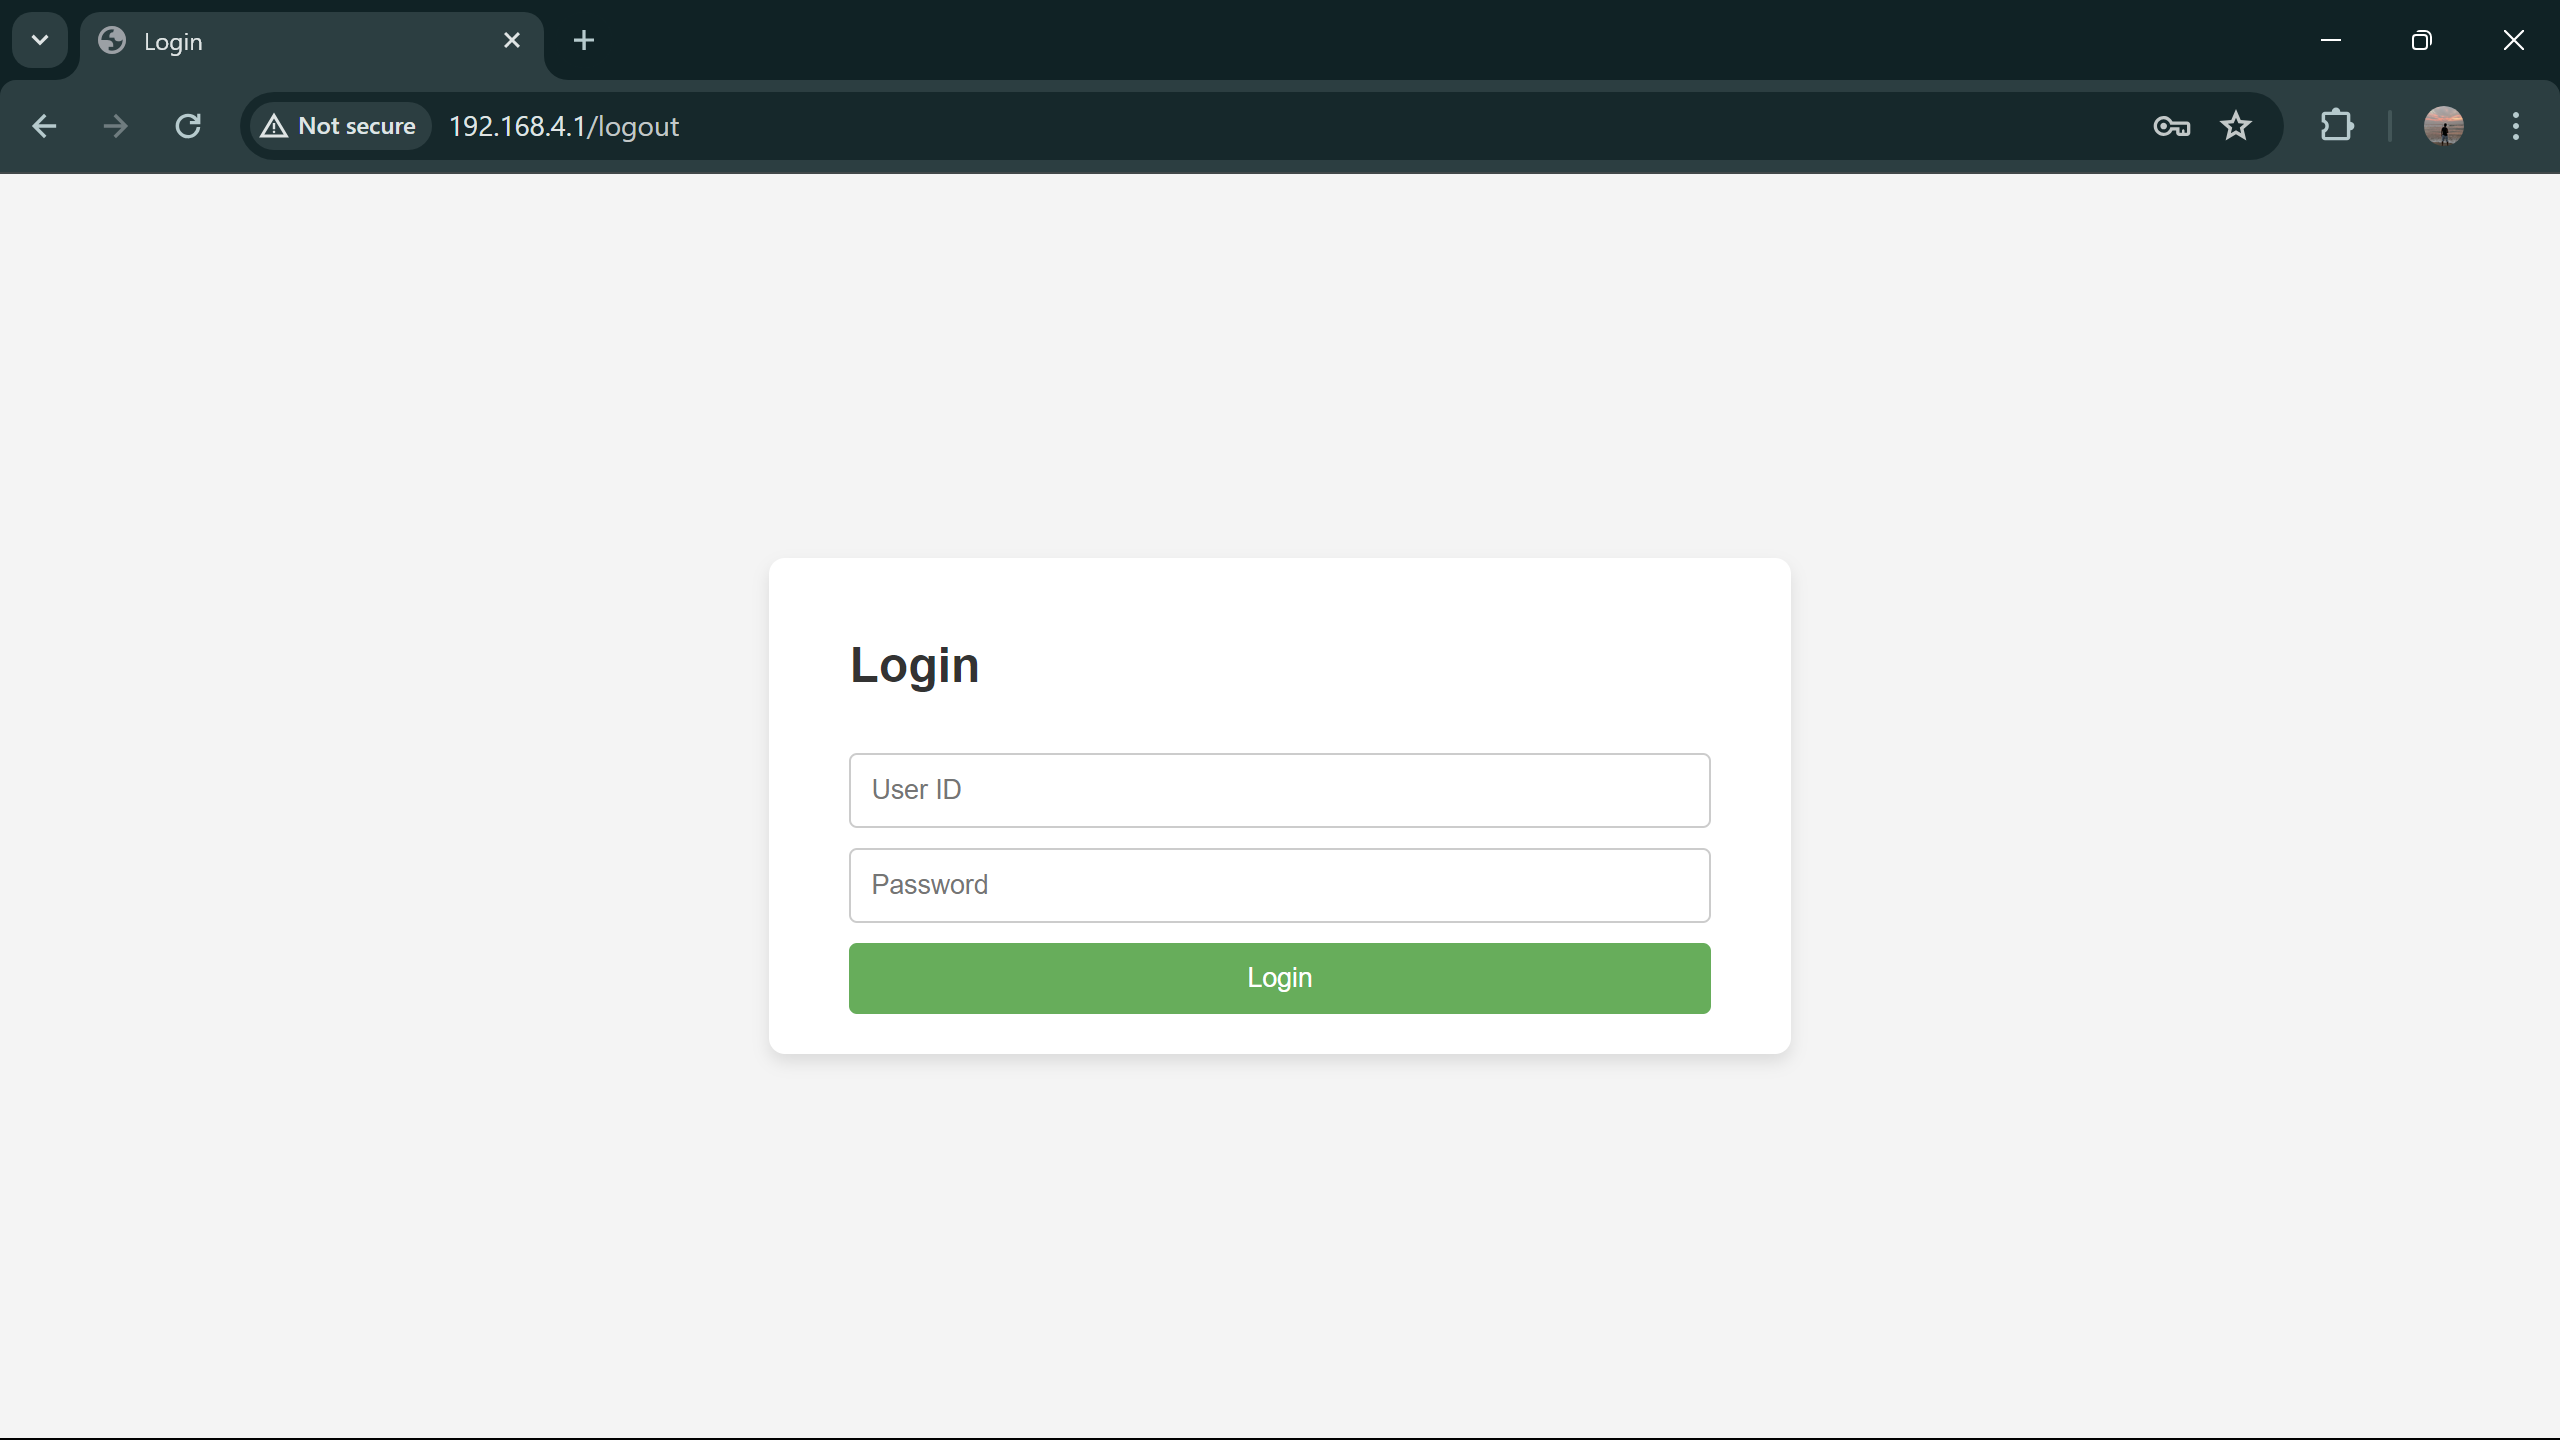 Login
Not secure
192.168.4.1/logout
Login
User ID
Password
Login